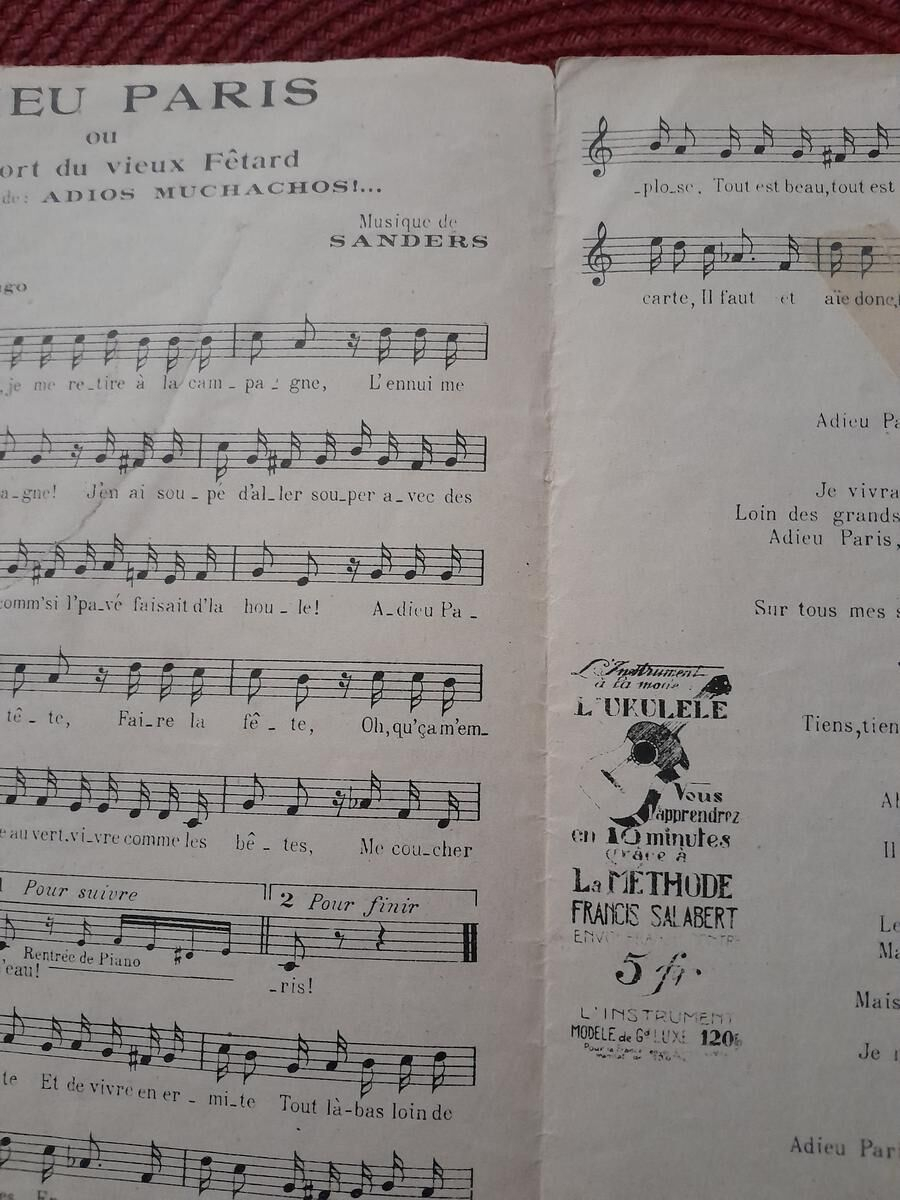 IEU PARIS
ou
ort du vieux Fêtard
de: ADIOS MUCHACHOS!...
Musique de
SANDERS
ngo
,je me re_tire à la cam_pa_gne, L'ennui me
a_gne! J'en ai sou_pé d'al_ler sou_per a_vec des
comm'si l'pa_vé faisait d'la hou_le! A_dieu Pa_
tê_te, Fai_re la fê_te, Oh,qu'çam'em_
e au vert,vi_vre comme les bê_tes, Me cou_cher
1 Pour suivre
2 Pour finir
Rentrée de Piano
'eau! _ris!
te Et de vivre en er_mi_te Tout là-bas loin de
_plo_se. Tout est beau,tout est
carte, Il faut et aïe donc,
Adieu Pa
Je vivra
Loin des grands
Adieu Paris,
Sur tous mes s
Tiens,tien
Il
Le
Ma
Mais
Je
Adieu Pari
L'Instrument
à la mode:
L'UKULELE
Vous
l'apprendrez
en 10 minutes
grâce à
La MÉTHODE
FRANCIS SALABERT
5 fr.
L'INSTRUMENT
MODELE de Gd LUXE 120f